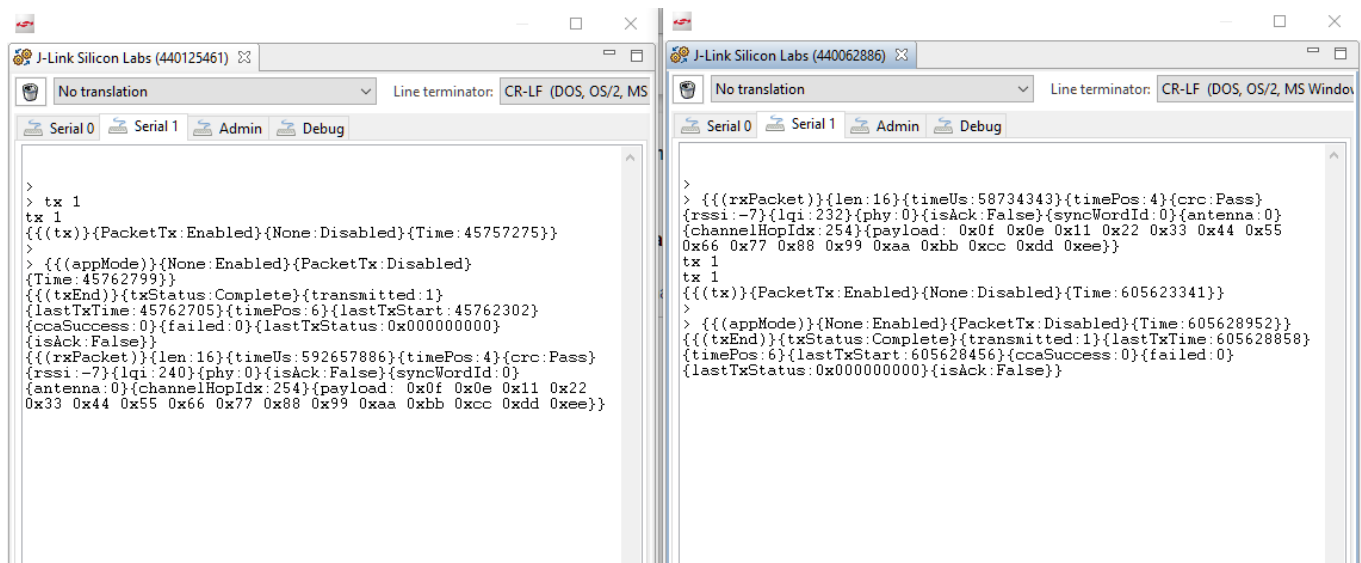 J-Link Silicon Labs (440125461)
No translation
Line terminator: CR-LF (DOS, OS/2, MS
Serial 0 Serial 1 Admin Debug
>
> tx 1
tx 1
{{(tx)}{PacketTx:Enabled}{None:Disabled}{Time:45757275}}
>
> {{(appMode)}{None:Enabled}{PacketTx:Disabled}
{Time:45762799}}
{{(txEnd)}{txStatus:Complete}{transmitted:1}
{lastTxTime:45762705}{timePos:6}{lastTxStart:45762302}
{ccaSuccess:0}{failed:0}{lastTxStatus:0x000000000}
{isAck:False}}
{{(rxPacket)}{len:16}{timeUs:592657886}{timePos:4}{crc:Pass}
{rssi:-7}{lqi:240}{phy:0}{isAck:False}{syncWordId:0}
{antenna:0}{channelHopIdx:254}{payload: 0x0f 0x0e 0x11 0x22
0x33 0x44 0x55 0x66 0x77 0x88 0x99 0xaa 0xbb 0xcc 0xdd 0xee}}
J-Link Silicon Labs (440062886)
No translation
Line terminator: CR-LF (DOS, OS/2, MS Window
Serial 0 Serial 1 Admin Debug
>
> {{(rxPacket)}{len:16}{timeUs:58734343}{timePos:4}{crc:Pass}
{rssi:-7}{lqi:232}{phy:0}{isAck:False}{syncWordId:0}{antenna:0}
{channelHopIdx:254}{payload: 0x0f 0x0e 0x11 0x22 0x33 0x44 0x55
0x66 0x77 0x88 0x99 0xaa 0xbb 0xcc 0xdd 0xee}}
tx 1
tx 1
{{(tx)}{PacketTx:Enabled}{None:Disabled}{Time:605623341}}
>
> {{(appMode)}{None:Enabled}{PacketTx:Disabled}{Time:605628952}}
{{(txEnd)}{txStatus:Complete}{transmitted:1}{lastTxTime:605628858}
{timePos:6}{lastTxStart:605628456}{ccaSuccess:0}{failed:0}
{lastTxStatus:0x000000000}{isAck:False}}